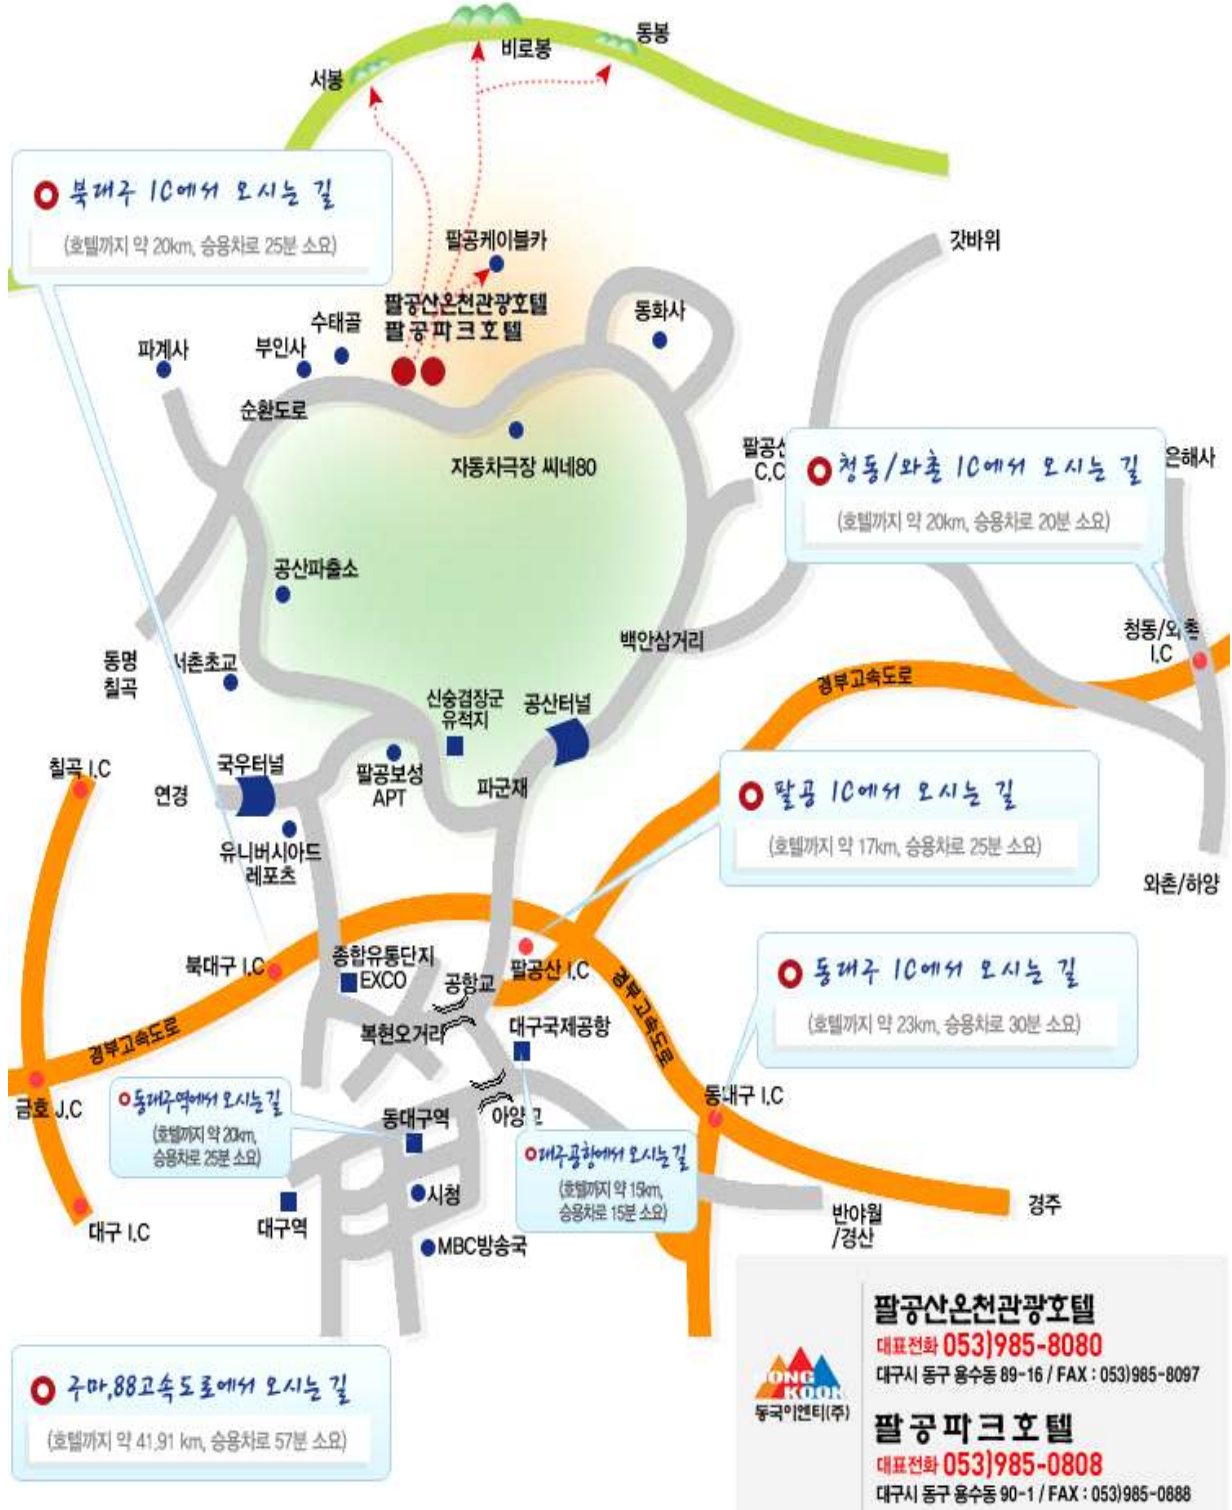 비로봉
동봉
서봉
북대구 IC에서 오시는 길
(호텔까지 약 20km, 승용차로 25분 소요)
팔공케이블카
갓바위
팔공산온천관광호텔
팔공파크호텔
동화사
수태골
부인사
파계사
순환도로
자동차극장 씨네80
팔공산
C.C
청통/와촌 IC에서 오시는 길
(호텔까지 약 20km, 승용차로 20분 소요)
은해사
공산파출소
백안삼거리
청통/와촌
I.C
동명
칠곡
서촌초교
경부고속도로
신숭겸장군
유적지
공산터널
칠곡 I.C
국우터널
연경
팔공보성
APT
파군재
팔공 IC에서 오시는 길
(호텔까지 약 17km, 승용차로 25분 소요)
유니버시아드
레포츠
와촌/하양
북대구 I.C
종합유통단지
EXCO
공항교
팔공산 I.C
동대구 IC에서 오시는 길
(호텔까지 약 23km, 승용차로 30분 소요)
경부고속도로
복현오거리
대구국제공항
경부고속도로
금호 J.C
동대구역에서 오시는길
(호텔까지 약 20km,
승용차로 25분 소요)
동대구역
아양교
동대구 I.C
대구공항에서 오시는길
(호텔까지 약 15km,
승용차로 15분 소요)
시청
대구역
대구 I.C
MBC방송국
반야월
/경산
경주
구마,88고속도로에서 오시는 길
(호텔까지 약 41.91 km, 승용차로 57분 소요)
DONG
KOOK
동국이엔티(주)
팔공산온천관광호텔
대표전화 053)985-8080
대구시 동구 용수동 89-16 / FAX : 053)985-8097
팔공파크호텔
대표전화 053)985-0808
대구시 동구 용수동 90-1 / FAX : 053)985-0888